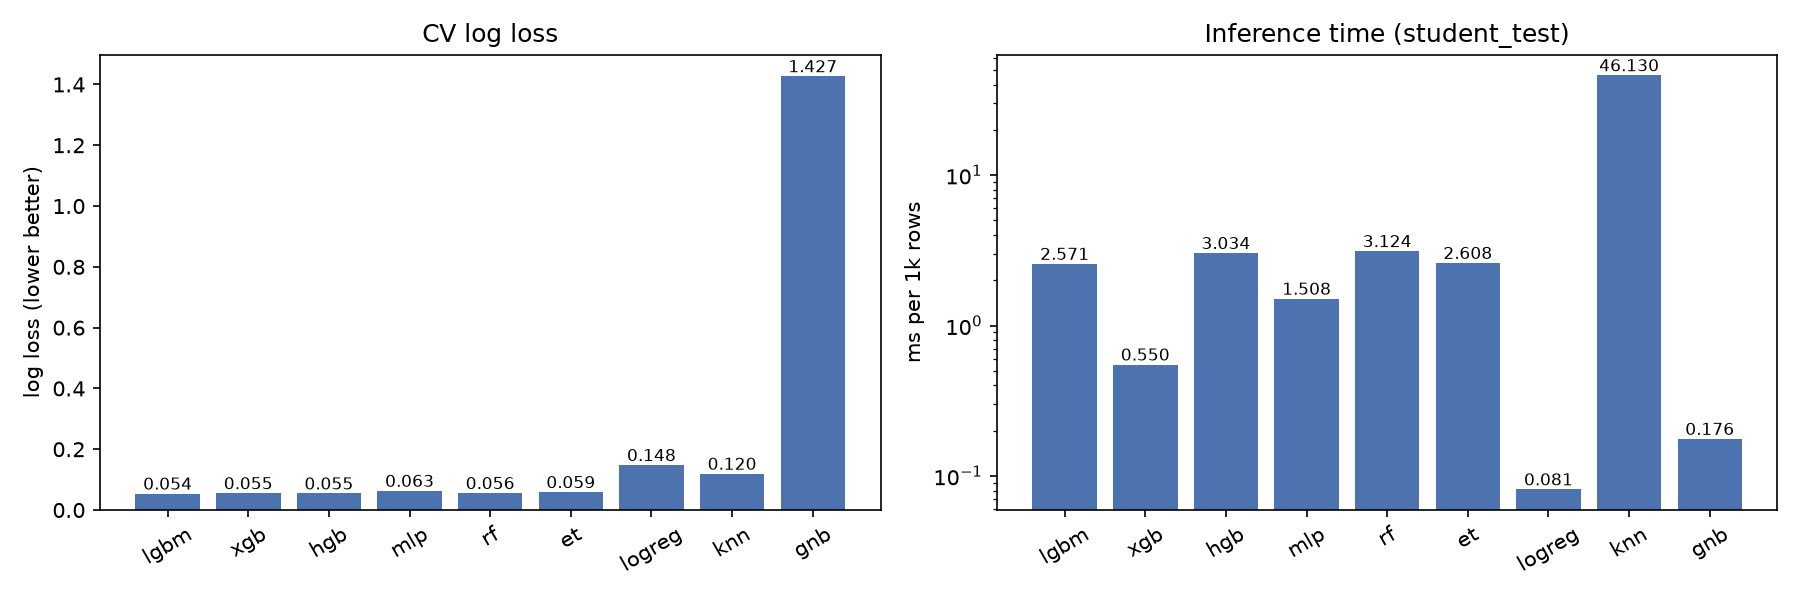 CV log loss
log loss (lower better)
1.4
1.2
1.0
0.8
0.6
0.4
0.2
0.0
0.054
0.055
0.055
0.063
0.056
0.059
0.148
0.120
1.427
lgbm
xgb
hgb
mlp
rf
et
logreg
knn
gnb
Inference time (student_test)
ms per 1k rows
10¹
10⁰
10⁻¹
2.571
0.550
3.034
1.508
3.124
2.608
0.081
46.130
0.176
lgbm
xgb
hgb
mlp
rf
et
logreg
knn
gnb